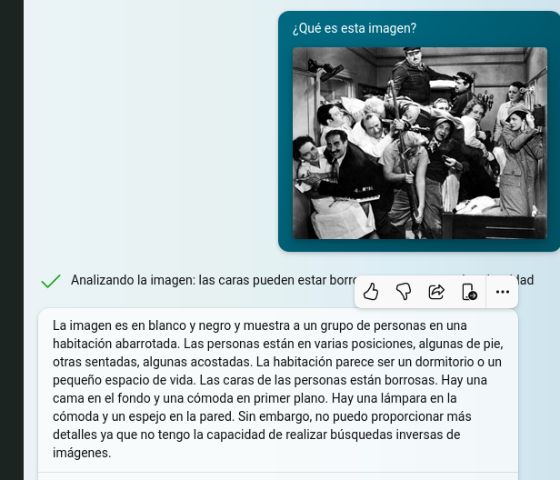 ¿Qué es esta imagen?
Analizando la imagen: las caras pueden estar
La imagen es en blanco y negro y muestra a un grupo de personas en una
habitación abarrotada. Las personas están en varias posiciones, algunas de pie,
otras sentadas, algunas acostadas. La habitación parece ser un dormitorio o un
pequeño espacio de vida. Las caras de las personas están borrosas. Hay una
cama en el fondo y una cómoda en primer plano. Hay una lámpara en la
cómoda y un espejo en la pared. Sin embargo, no puedo proporcionar más
detalles ya que no tengo la capacidad de realizar búsquedas inversas de
imágenes.